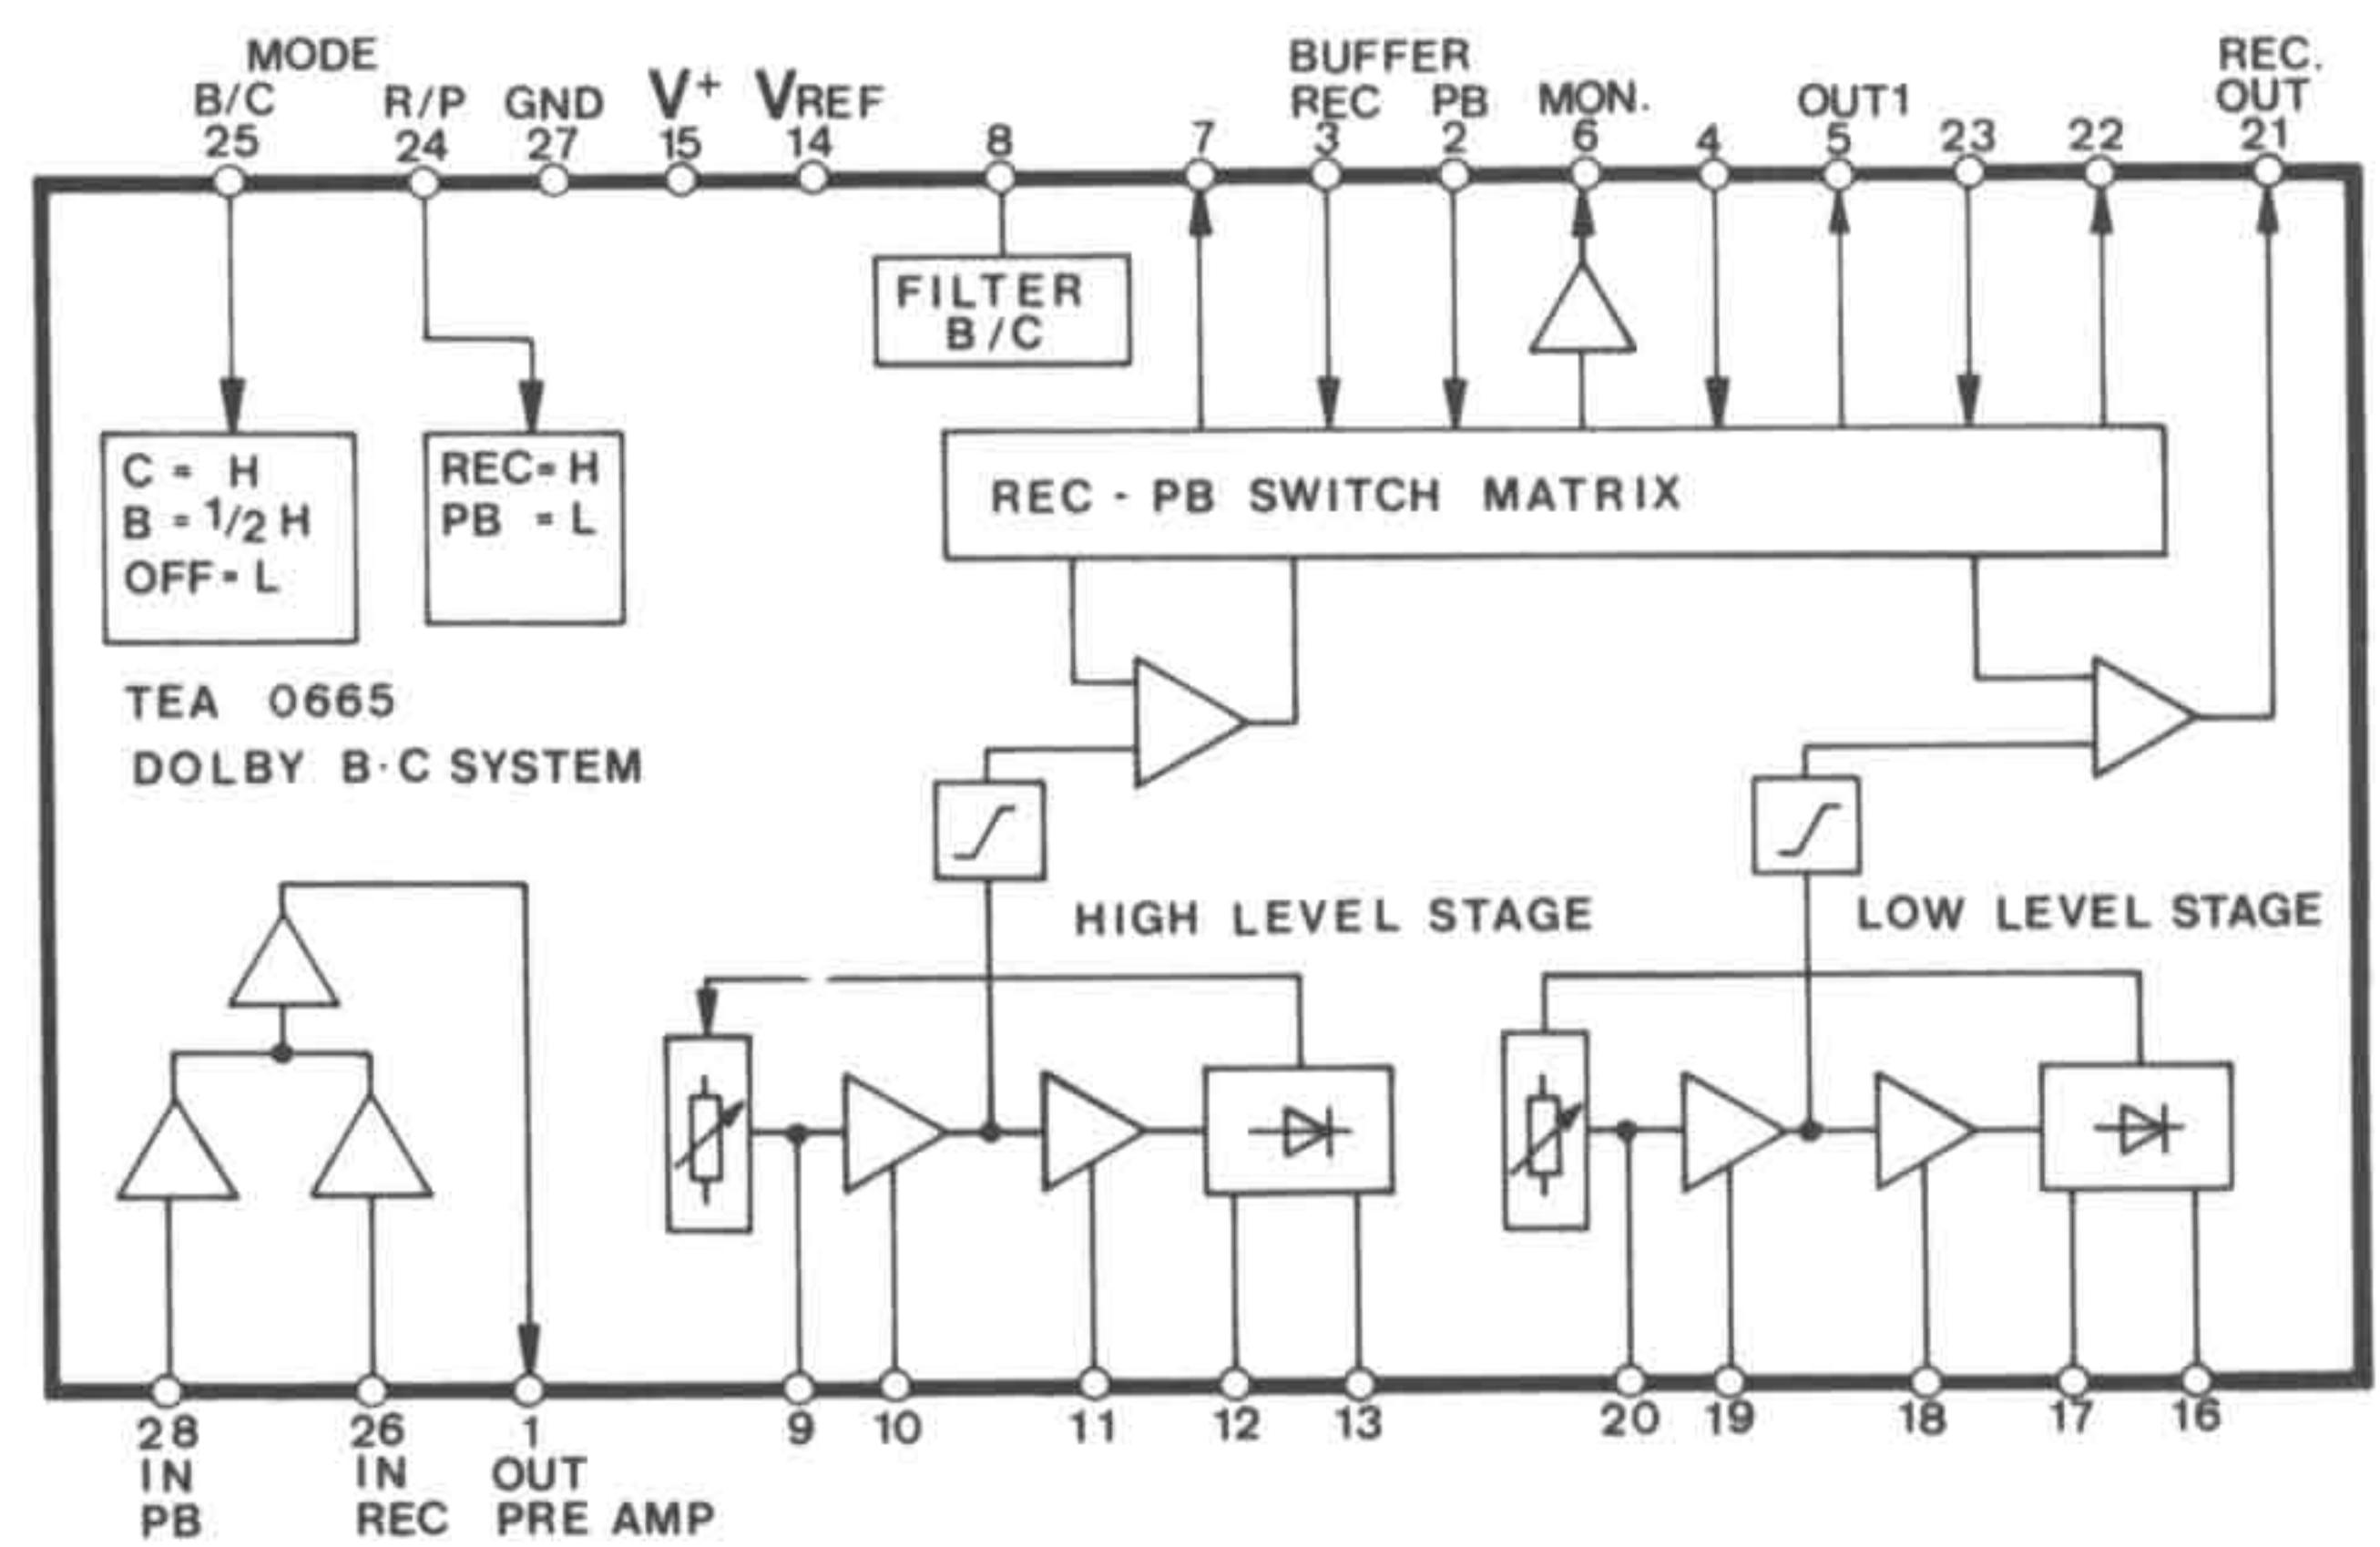 MODE
B/C
25
R/P
24
GND
27
V+
15
VREF
14
8
7
BUFFER
REC PB
3 2
MON.
6
4
OUT1
5
23
22
REC.
OUT
21
FILTER
B/C
C = H
B = 1/2 H
OFF = L
REC = H
PB = L
REC - PB SWITCH MATRIX
TEA 0665
DOLBY B·C SYSTEM
HIGH LEVEL STAGE
LOW LEVEL STAGE
28
IN
PB
26
IN
REC
1
OUT
PRE AMP
9
10
11
12
13
20
19
18
17
16